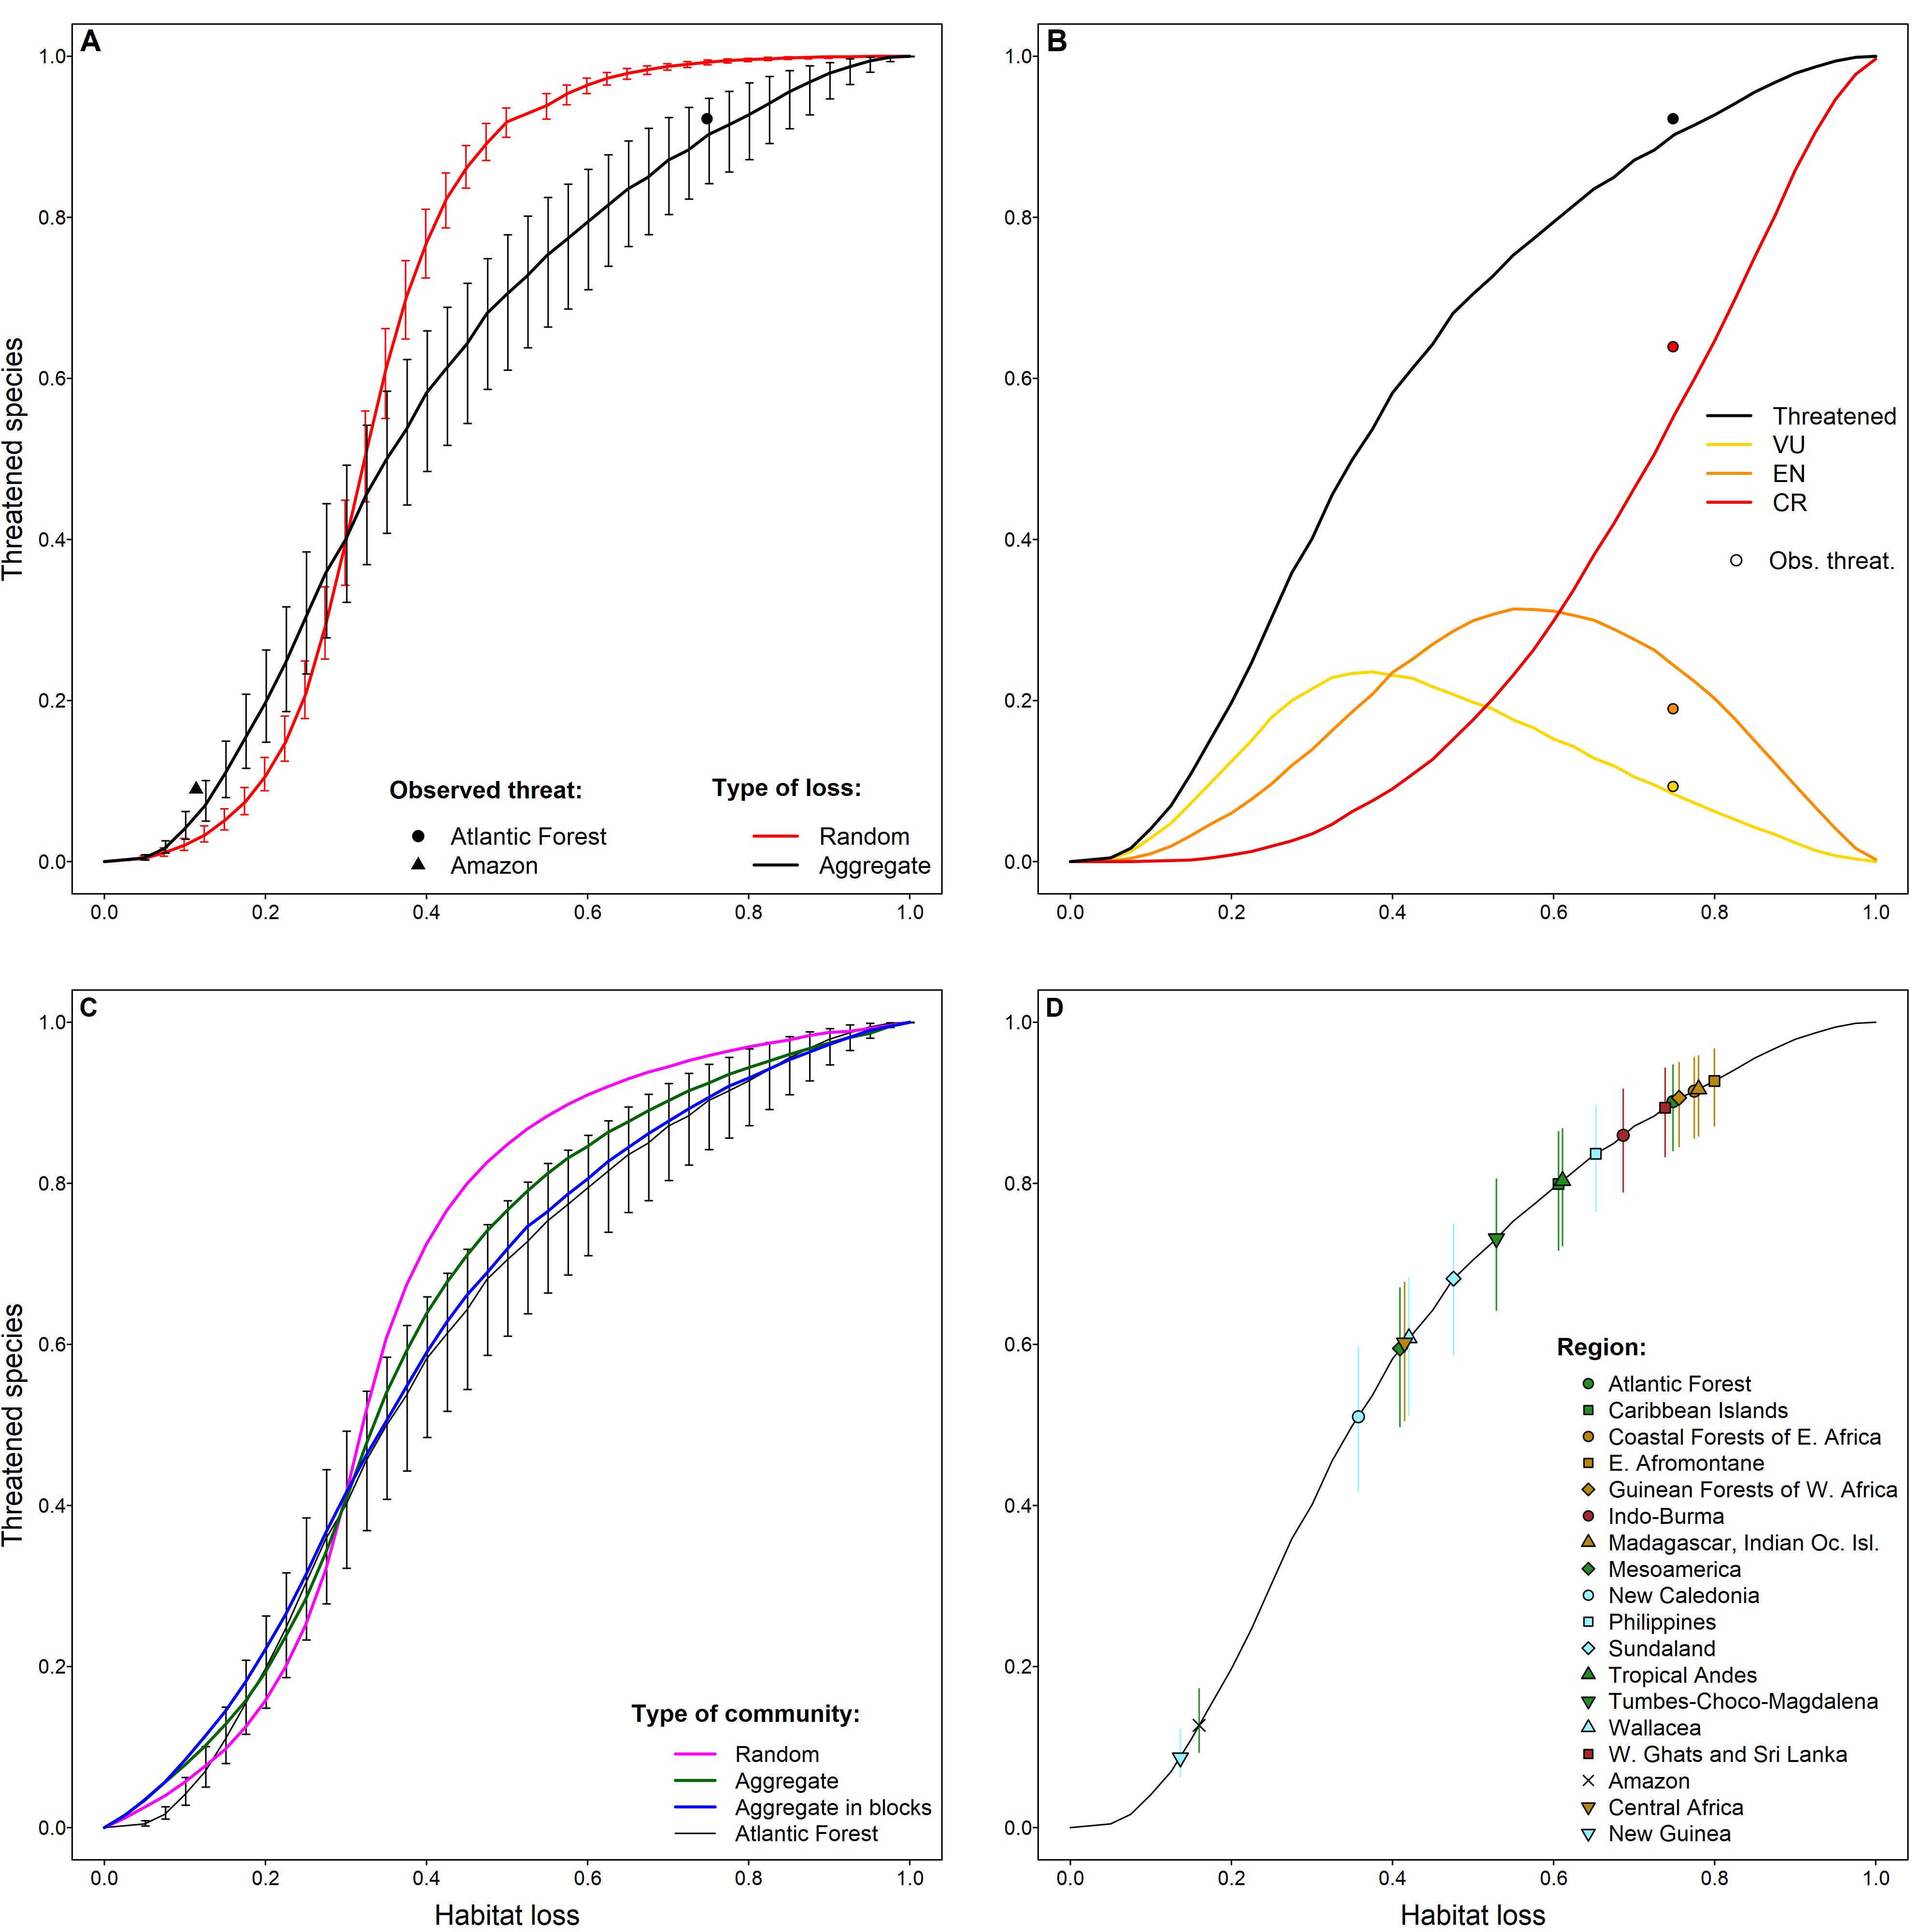 A
1.0
0.8
0.6
0.4
0.2
0.0
Threatened species
Observed threat:
Atlantic Forest
Amazon
Type of loss:
Random
Aggregate
0.0 0.2 0.4 0.6 0.8 1.0
B
1.0
0.8
0.6
0.4
0.2
0.0
Threatened
VU
EN
CR
Obs. threat.
0.0 0.2 0.4 0.6 0.8 1.0
C
1.0
0.8
0.6
0.4
0.2
0.0
Threatened species
Type of community:
Random
Aggregate
Aggregate in blocks
Atlantic Forest
0.0 0.2 0.4 0.6 0.8 1.0
Habitat loss
D
1.0
0.8
0.6
0.4
0.2
0.0
Region:
Atlantic Forest
Caribbean Islands
Coastal Forests of E. Africa
E. Afromontane
Guinean Forests of W. Africa
Indo-Burma
Madagascar, Indian Oc. Isl.
Mesoamerica
New Caledonia
Philippines
Sundaland
Tropical Andes
Tumbes-Choco-Magdalena
Wallacea
W. Ghats and Sri Lanka
Amazon
Central Africa
New Guinea
0.0 0.2 0.4 0.6 0.8 1.0
Habitat loss